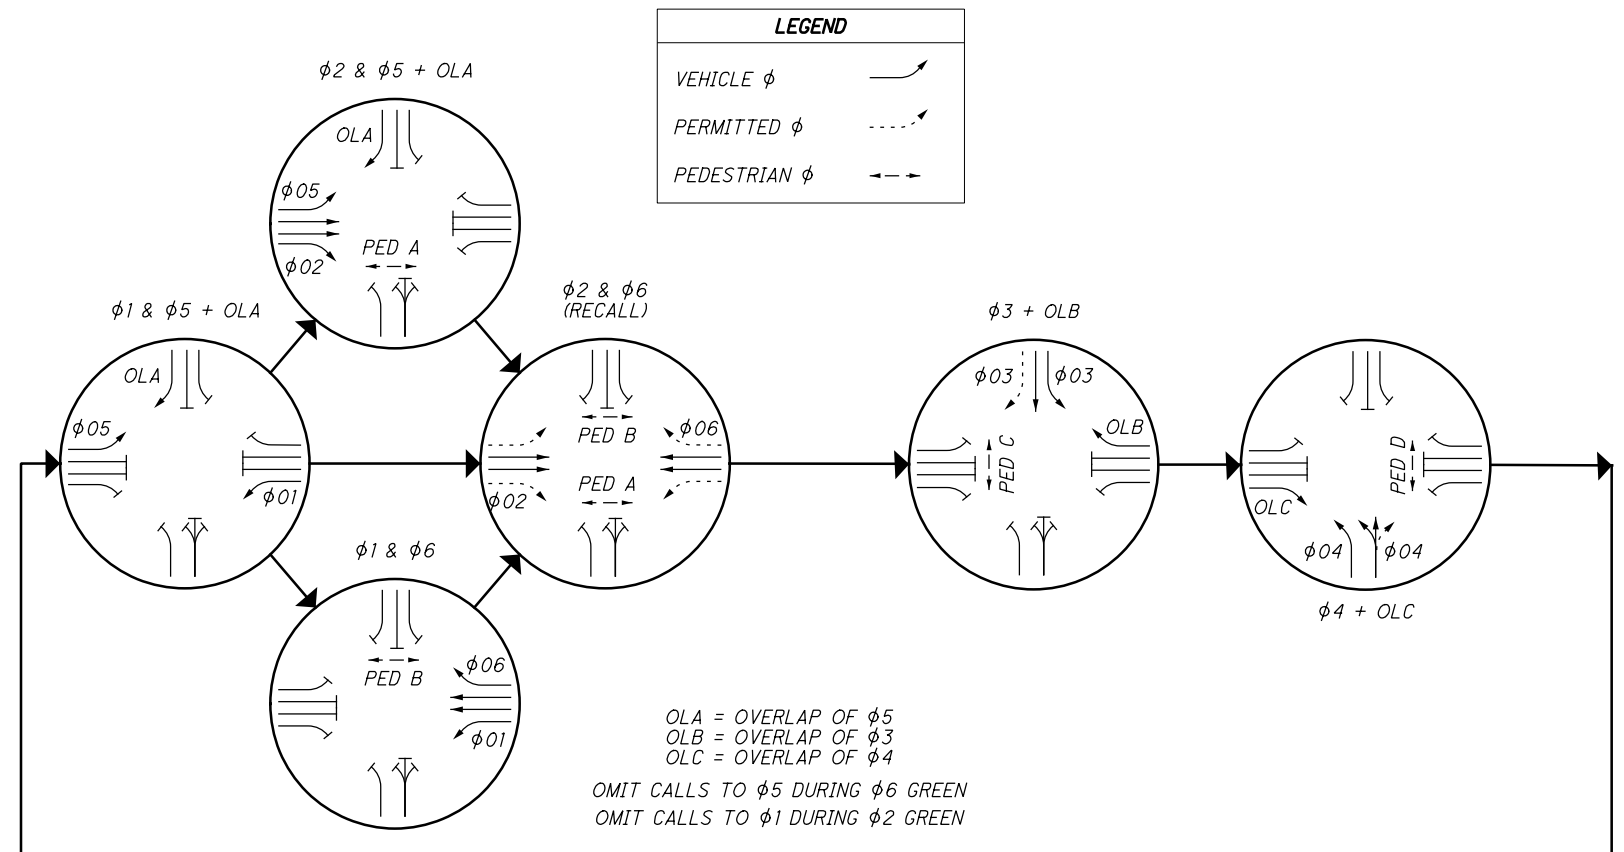 LEGEND
VEHICLE ϕ
PERMITTED ϕ
PEDESTRIAN ϕ
ϕ2 & ϕ5 + OLA
OLA
ϕ05
PED A
ϕ02
ϕ1 & ϕ5 + OLA
OLA
ϕ05
ϕ01
ϕ2 & ϕ6
(RECALL)
PED B
ϕ06
PED A
ϕ02
ϕ1 & ϕ6
ϕ06
PED B
ϕ01
ϕ3 + OLB
ϕ03
ϕ03
OLB
PED C
PED D
OLC
ϕ04
ϕ04
ϕ4 + OLC
OLA = OVERLAP OF ϕ5
OLB = OVERLAP OF ϕ3
OLC = OVERLAP OF ϕ4
OMIT CALLS TO ϕ5 DURING ϕ6 GREEN
OMIT CALLS TO ϕ1 DURING ϕ2 GREEN